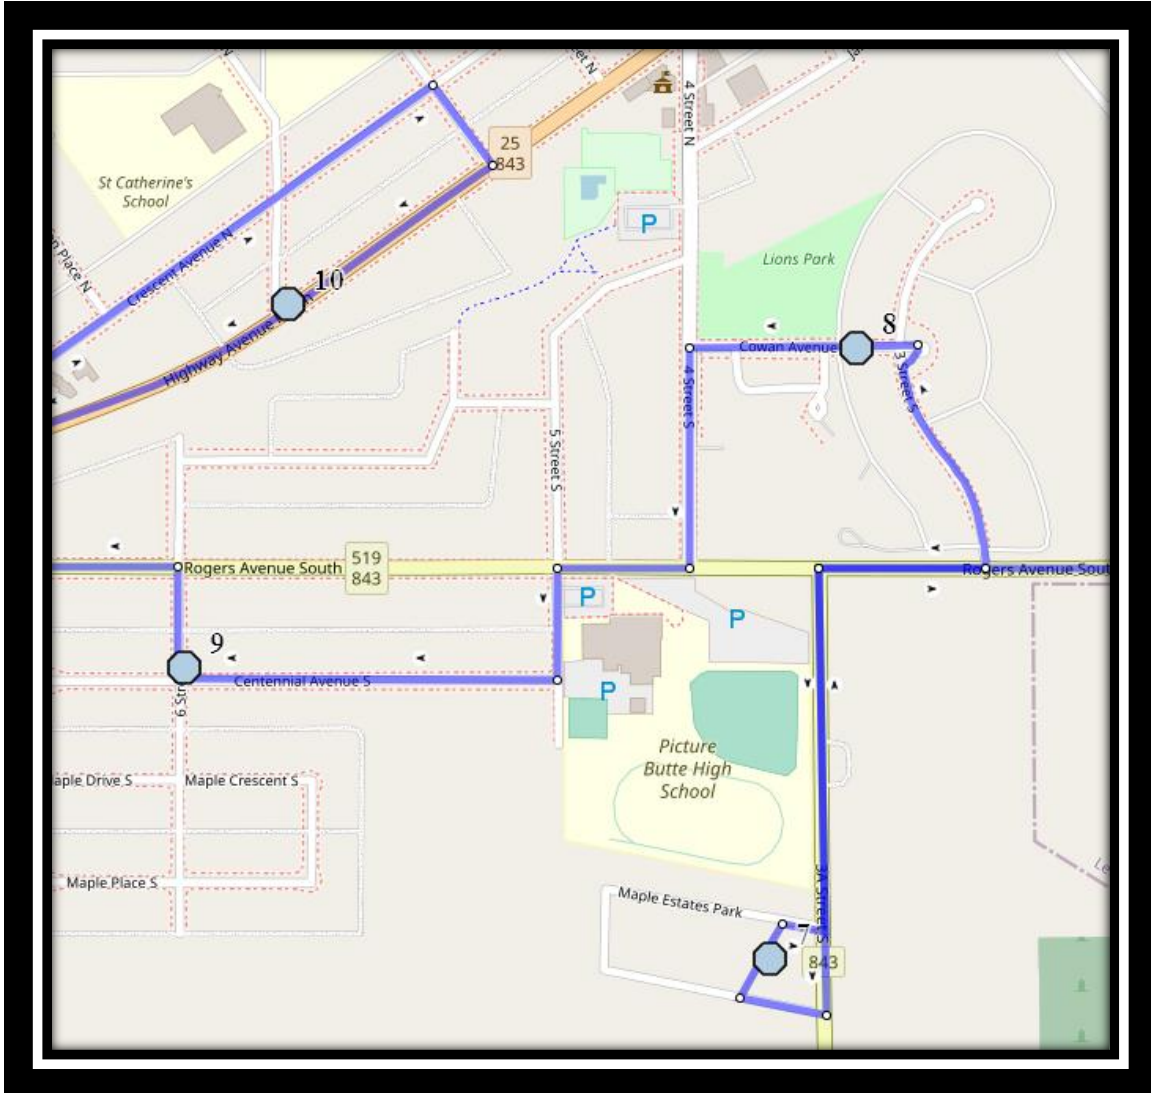 4 Street N
25
843
St Catherine's
School
P
Crescent Avenue N
Lions Park
10
Highway Avenue
8
Cowan Avenue
3 Street S
4 Street S
5 Street S
519
843
Rogers Avenue South
Rogers Avenue Sout
P
P
9
Centennial Avenue S
P
Picture
Butte High
School
Maple Crescent S
Maple Place S
3A Street S
Maple Estates Park
7
843